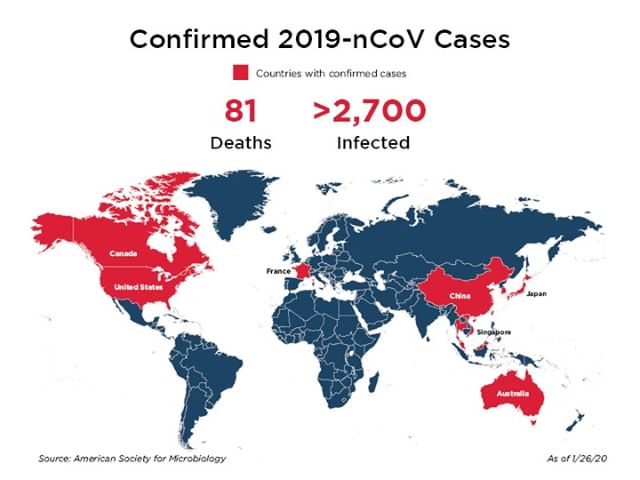 Confirmed 2019-nCoV Cases
Countries with confirmed cases
81 >2,700
Deaths Infected
Canada
France
United States
China
Japan
Singapore
Australia
Source: American Society for Microbiology As of 1/26/20